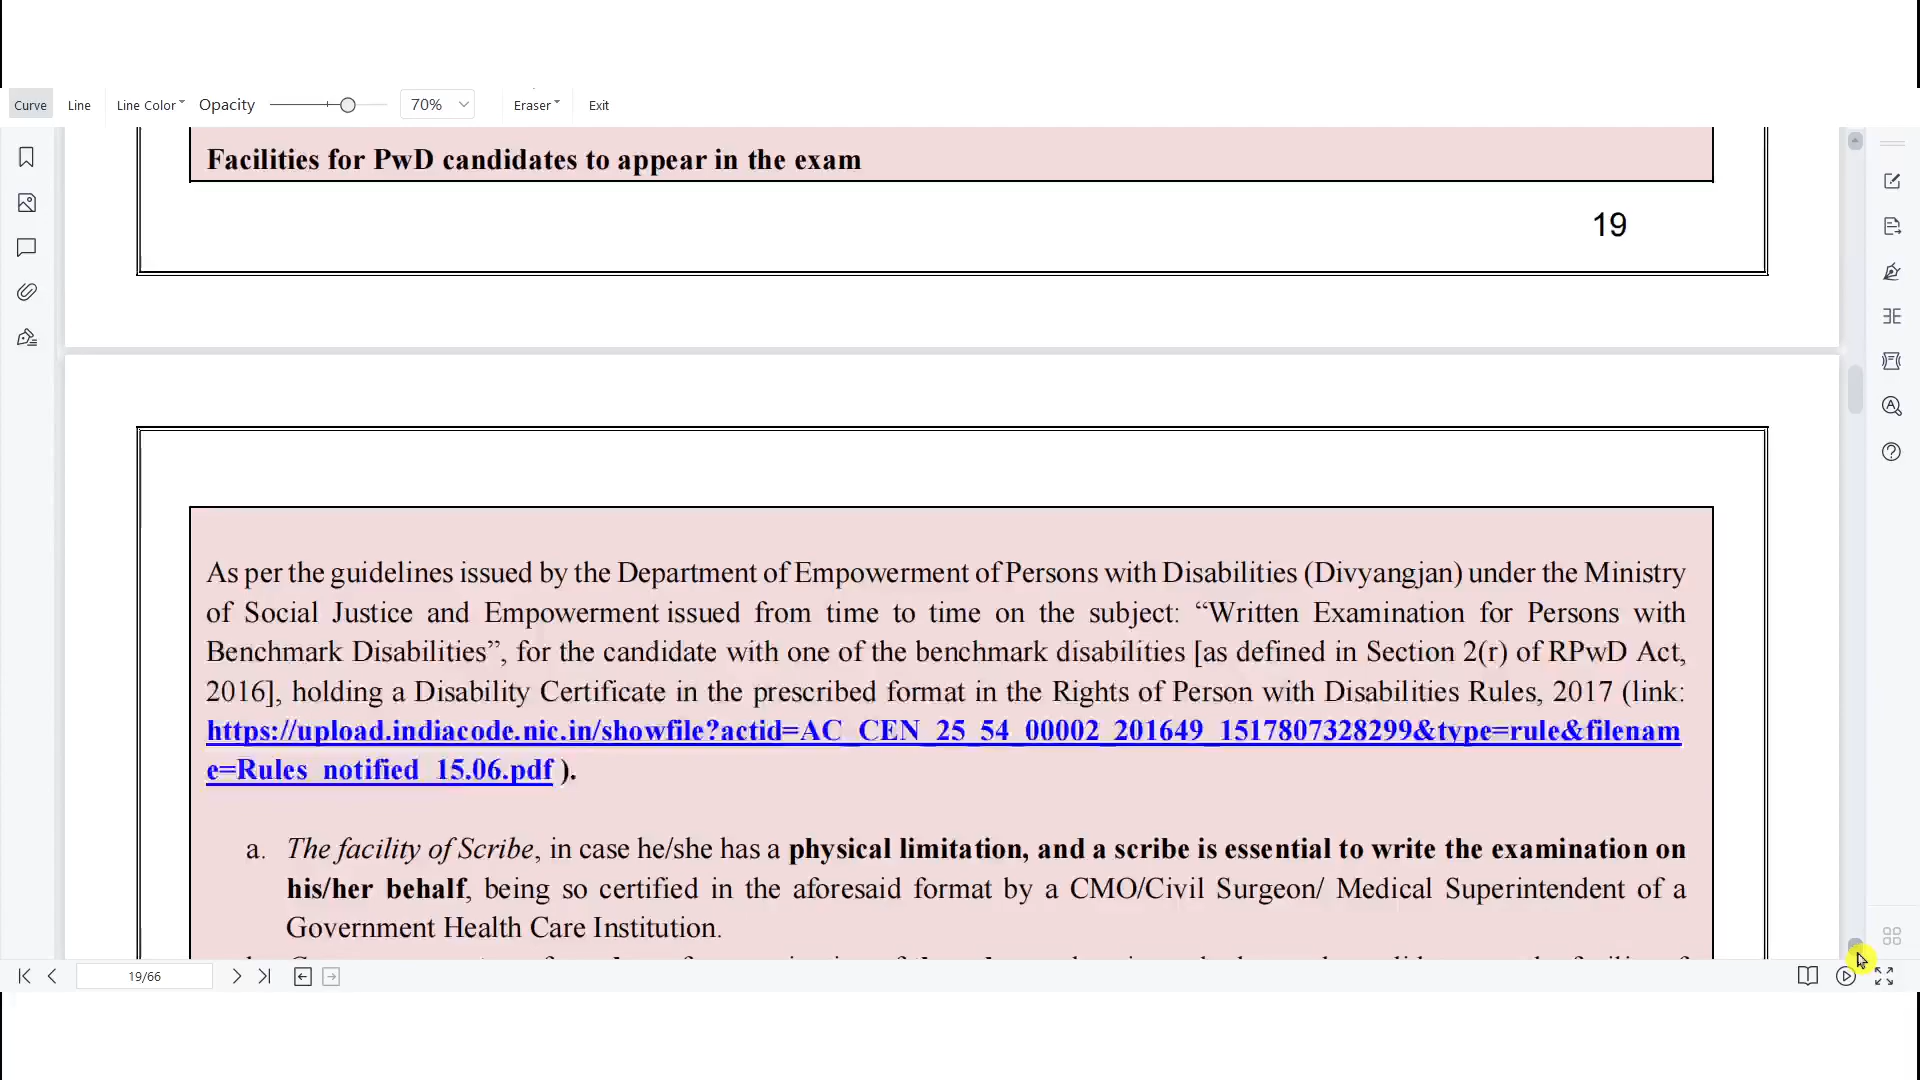 Curve Line Line Color Opacity 70% Eraser Exit
Facilities for PwD candidates to appear in the exam
19
As per the guidelines issued by the Department of Empowerment of Persons with Disabilities (Divyangjan) under the Ministry
of Social Justice and Empowerment issued from time to time on the subject: “Written Examination for Persons with
Benchmark Disabilities”, for the candidate with one of the benchmark disabilities [as defined in Section 2(r) of RPwD Act,
2016], holding a Disability Certificate in the prescribed format in the Rights of Person with Disabilities Rules, 2017 (link:
https://upload.indiacode.nic.in/showfile?actid=AC_CEN_25_54_00002_201649_1517807328299&type=rule&filenam
e=Rules_notified_15.06.pdf ).
a. The facility of Scribe, in case he/she has a physical limitation, and a scribe is essential to write the examination on
his/her behalf, being so certified in the aforesaid format by a CMO/Civil Surgeon/ Medical Superintendent of a
Government Health Care Institution.
19/66